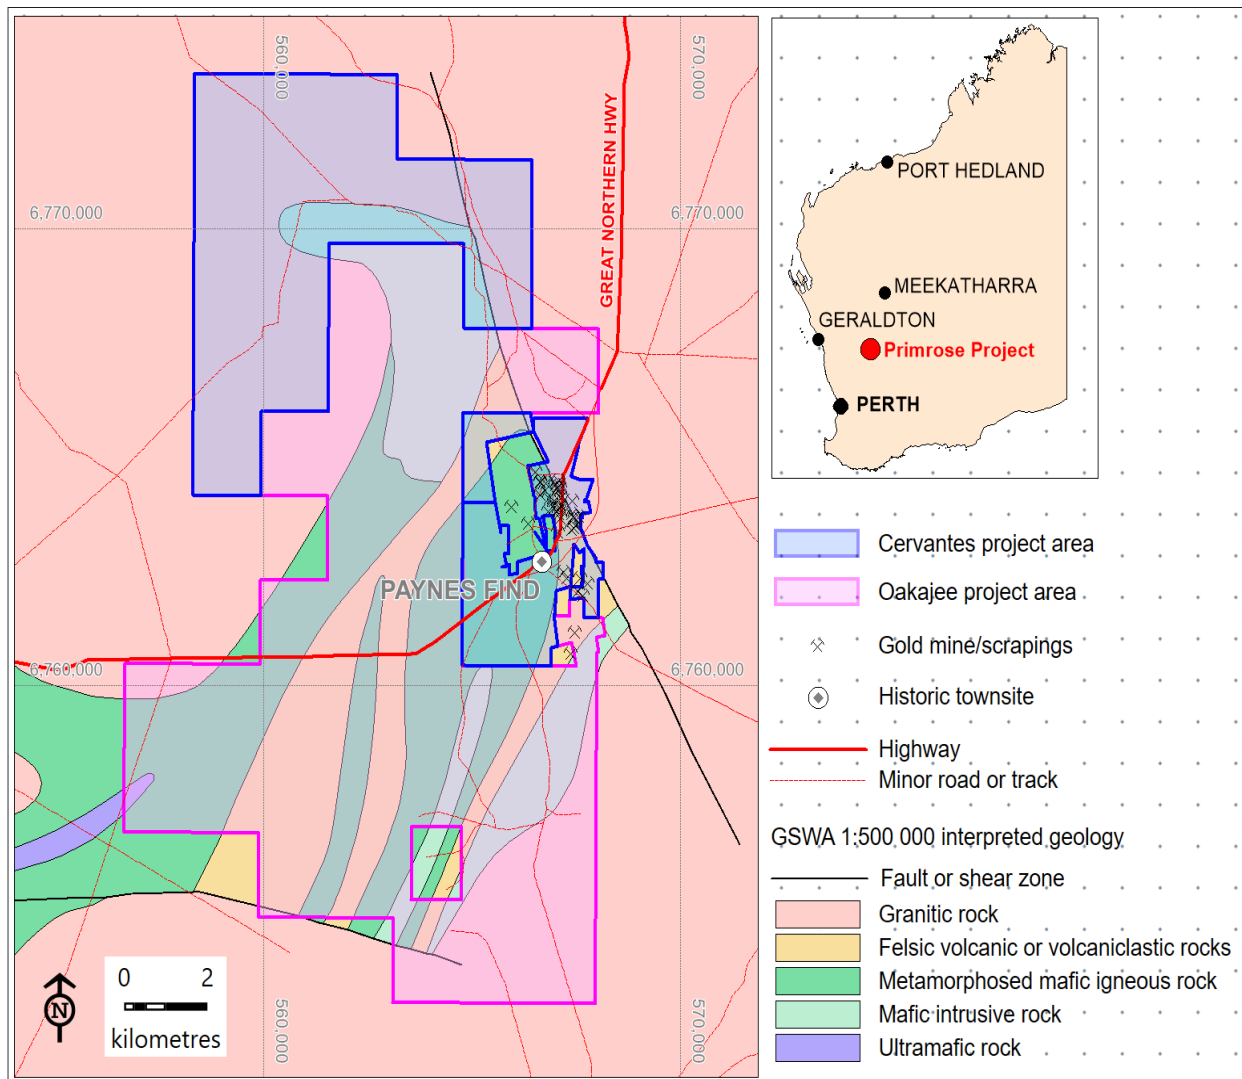 560,000
570,000
GREAT NORTHERN HWY
6,770,000
6,770,000
PAYNES FIND
6,760,000
6,760,000
560,000
570,000
N
0 2
kilometres
PORT HEDLAND
MEEKATHARRA
GERALDTON
Primrose Project
PERTH
Cervantes project area
Oakajee project area
Gold mine/scrapings
Historic townsite
Highway
Minor road or track
GSWA 1:500 000 interpreted geology
Fault or shear zone
Granitic rock
Felsic volcanic or volcaniclastic rocks
Metamorphosed mafic igneous rock
Mafic intrusive rock
Ultramafic rock